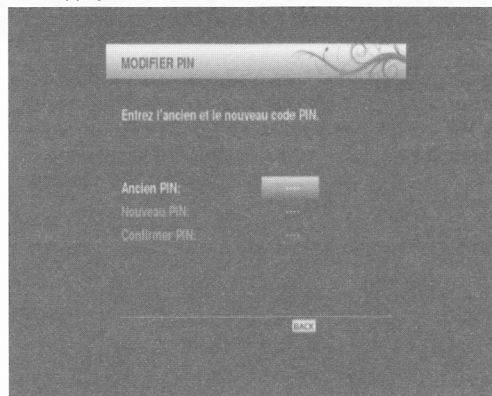 MODIFIER PIN
Entrez l'ancien et le nouveau code PIN.
Ancien PIN: ----
Nouveau PIN: ----
Confirmer PIN: ----
BACK